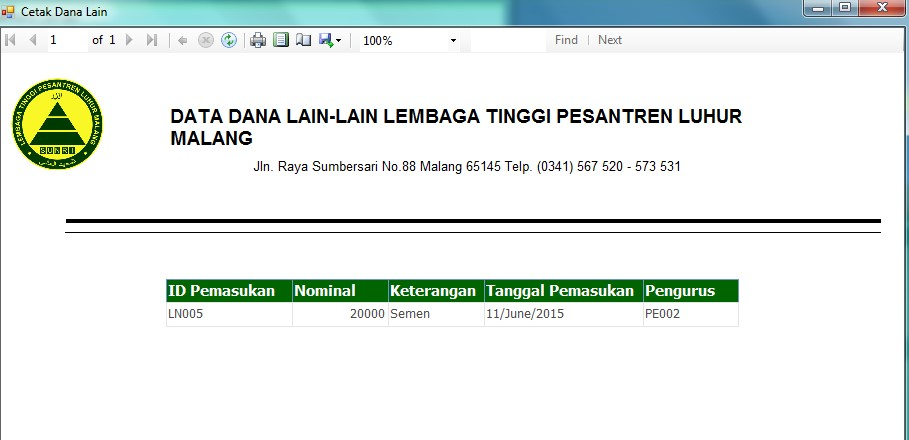 Cetak Dana Lain
1 of 1 100% Find | Next
LEMBAGA TINGGI PESANTREN LUHUR MALANG
SUNRI
DATA DANA LAIN-LAIN LEMBAGA TINGGI PESANTREN LUHUR
MALANG
Jln. Raya Sumbersari No.88 Malang 65145 Telp. (0341) 567 520 - 573 531
ID Pemasukan Nominal Keterangan Tanggal Pemasukan Pengurus
LN005 20000 Semen 11/June/2015 PE002